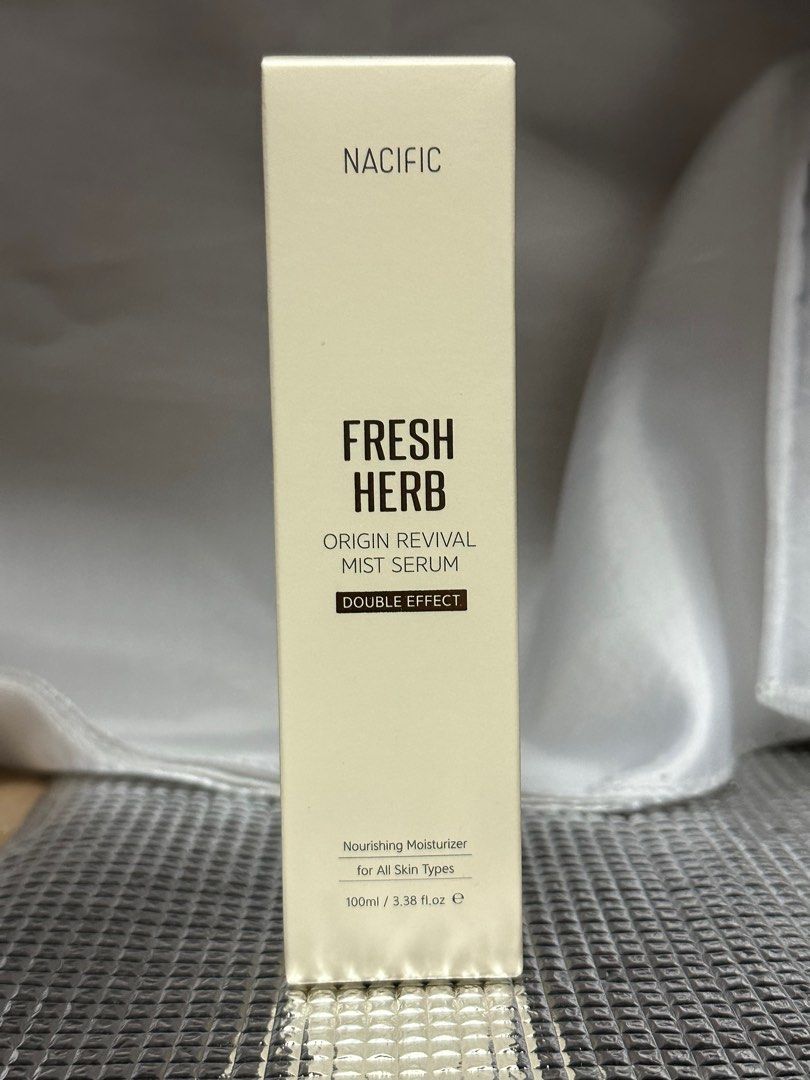 NACIFIC
FRESH
HERB
ORIGIN REVIVAL
MIST SERUM
DOUBLE EFFECT
Nourishing Moisturizer
for All Skin Types
100ml / 3.38 fl.oz ℮